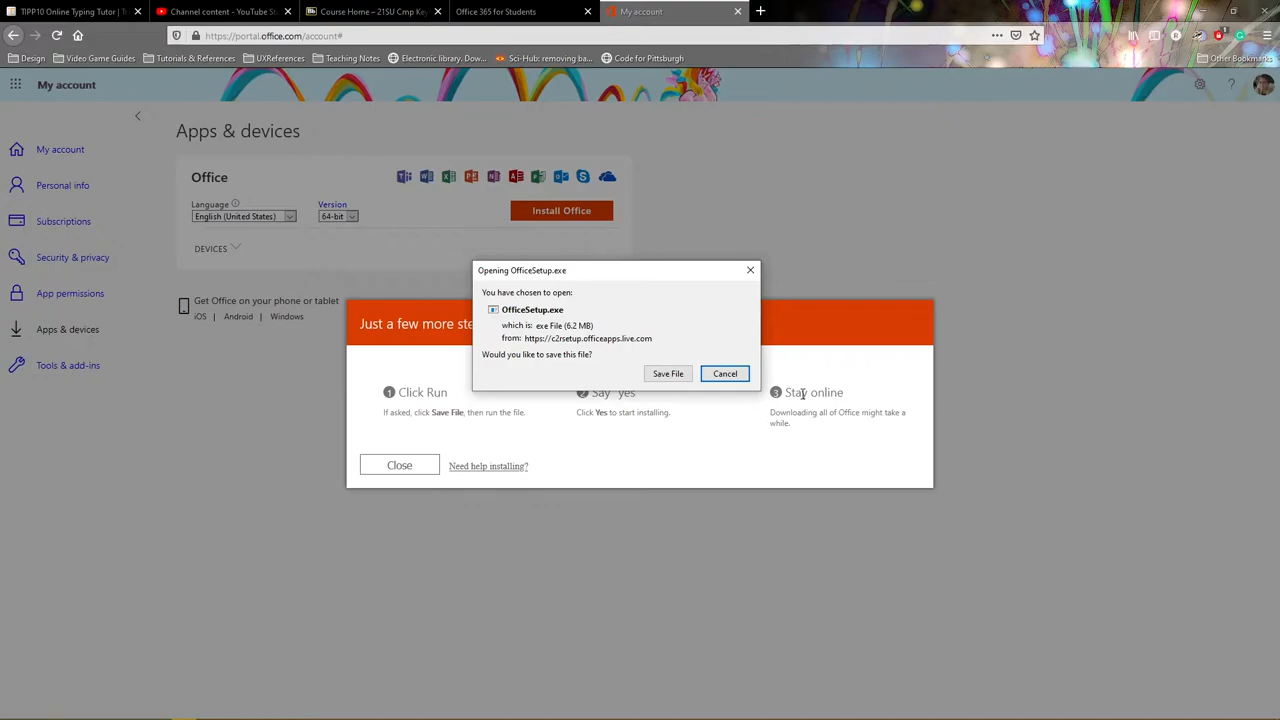 TIPP10 Online Typing Tutor | T
Channel content - YouTube St
Course Home – 21SU Cmp Key
Office 365 for Students
My account
https://portal.office.com/account#
Design
Video Game Guides
Tutorials & References
UXReferences
Teaching Notes
Electronic library. Dow...
Sci-Hub: removing ba...
Code for Pittsburgh
Other Bookmarks
My account
?
Apps & devices
My account
Personal info
Subscriptions
Security & privacy
App permissions
Apps & devices
Tools & add-ins
Office
Language
Version
English (United States)
64-bit
Install Office
DEVICES
Get Office on your phone or tablet
iOS | Android | Windows
Opening OfficeSetup.exe
You have chosen to open:
OfficeSetup.exe
which is: exe File (6.2 MB)
from: https://c2rsetup.officeapps.live.com
Would you like to save this file?
Save File
Cancel
Just a few more ste
1 Click Run
If asked, click Save File, then run the file.
2 Say "yes"
Click Yes to start installing.
3 Stay online
Downloading all of Office might take a
while.
Close
Need help installing?